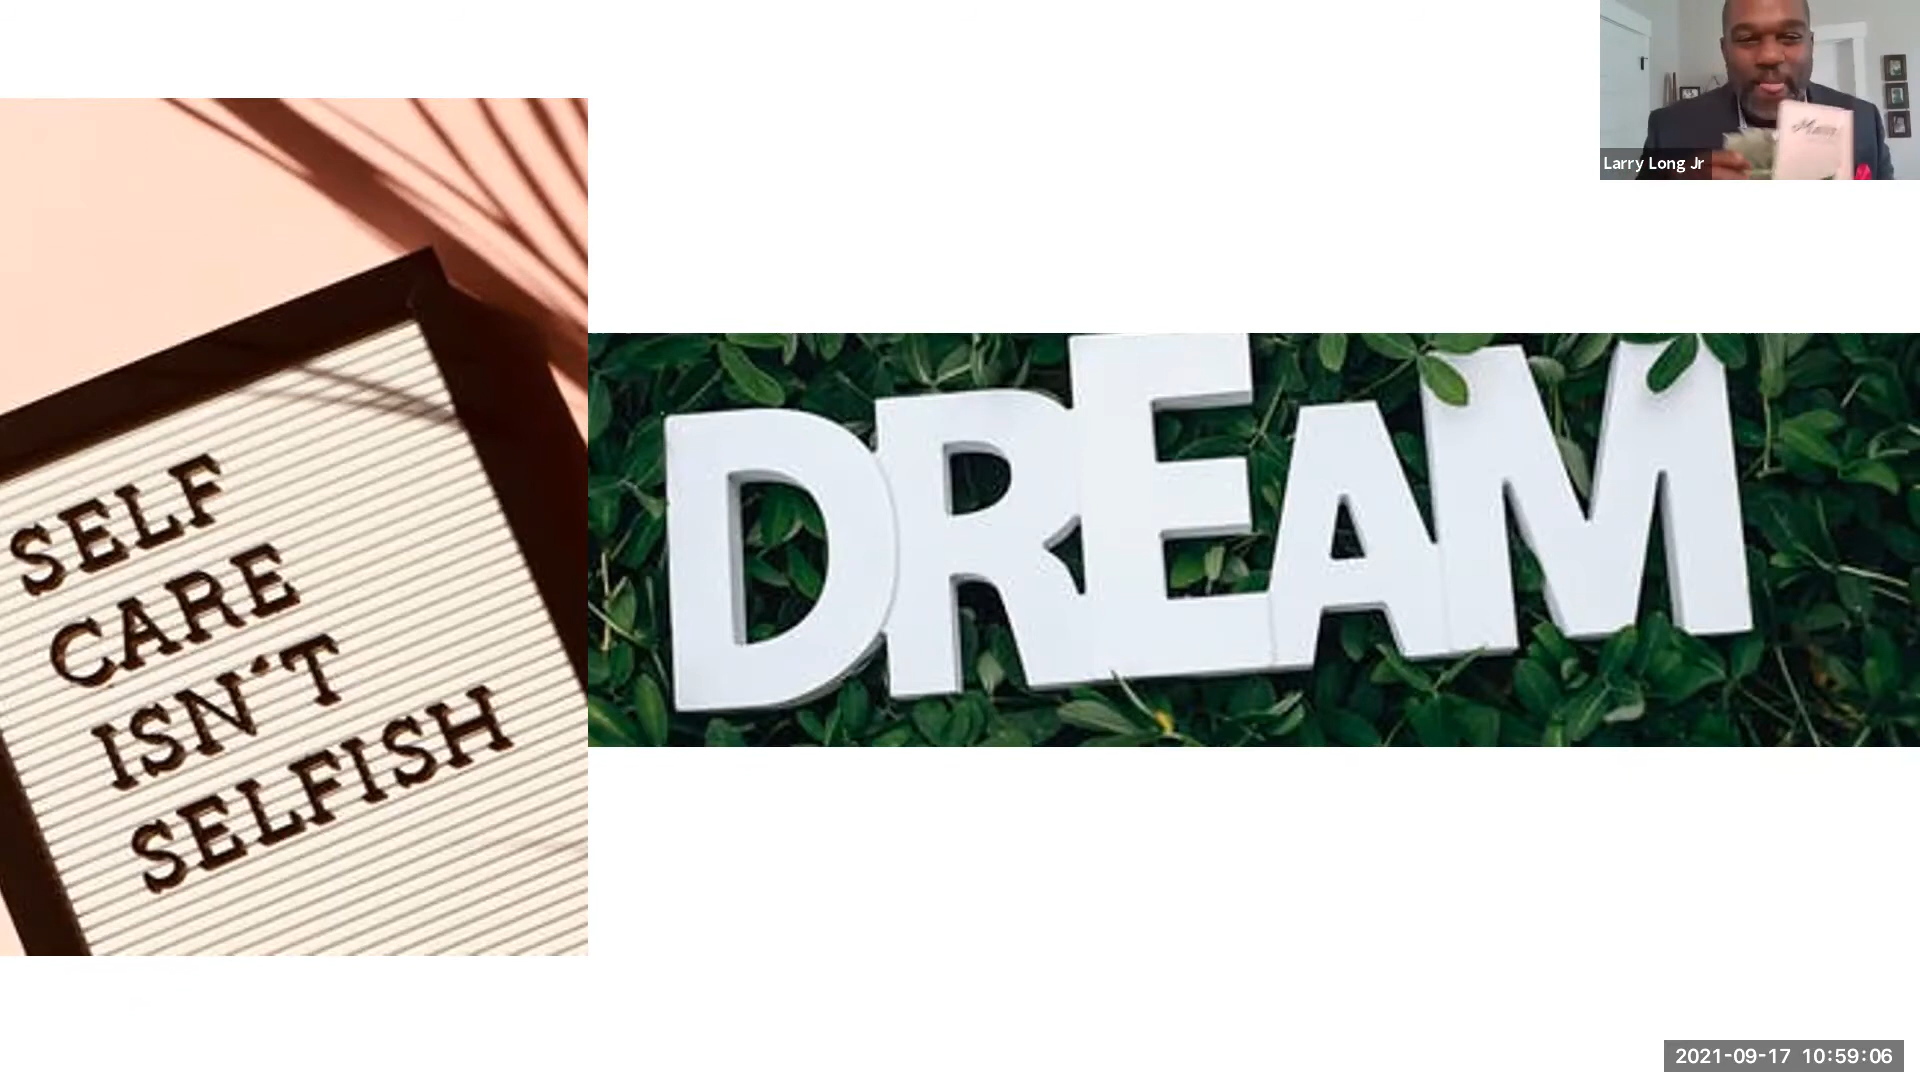 Larry Long Jr
SELF
CARE
ISN'T
SELFISH
DREAM
2021-09-17 10:59:06